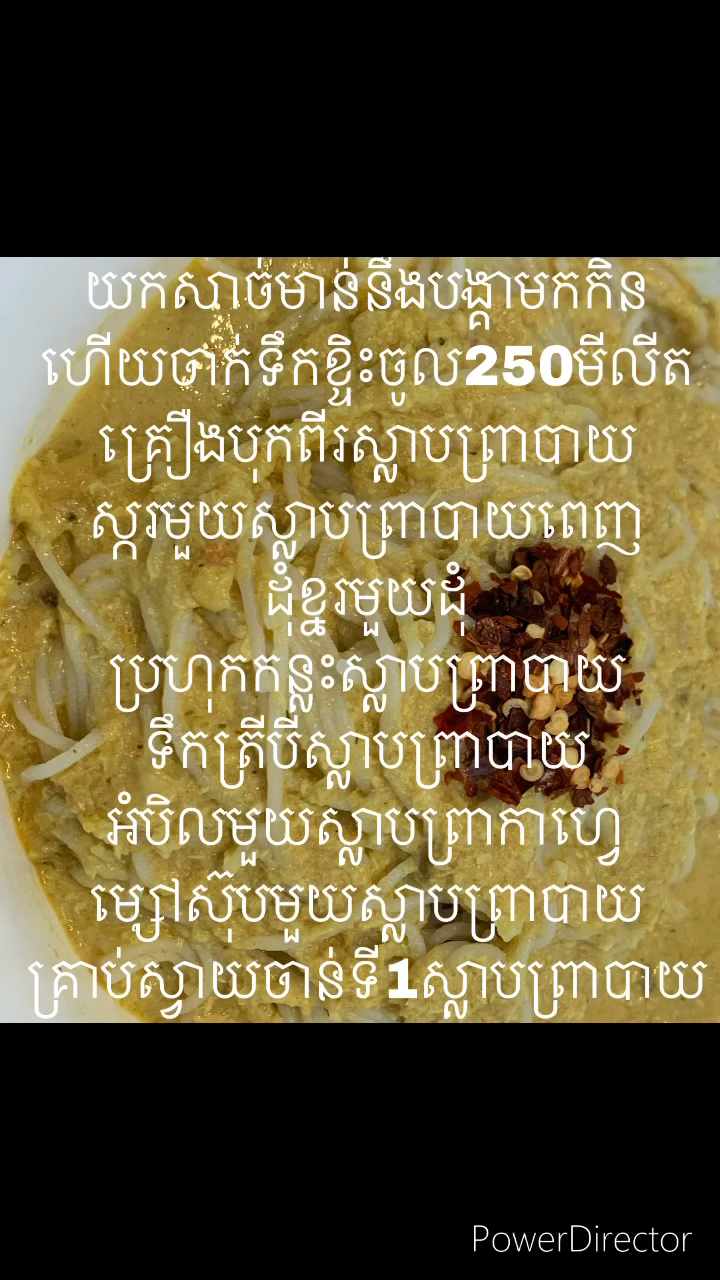 យកសាច់មាន់នឹងបង្គាមកកិន
ហើយចាក់ទឹកខ្ទិះចូល250មីលីត
គ្រឿងបុកពីរស្លាបព្រាបាយ
ស្ករមួយស្លាបព្រាបាយពេញ
ដុំខ្នរមួយដុំ
ប្រហុកកន្លះស្លាបព្រាបាយ
ទឹកត្រីបីស្លាបព្រាបាយ
អំបិលមួយស្លាបព្រាកាហ្វេ
ម្សៅស៊ុបមួយស្លាបព្រាបាយ
គ្រាប់ស្វាយចាន់ទី1ស្លាបព្រាបាយ
PowerDirector